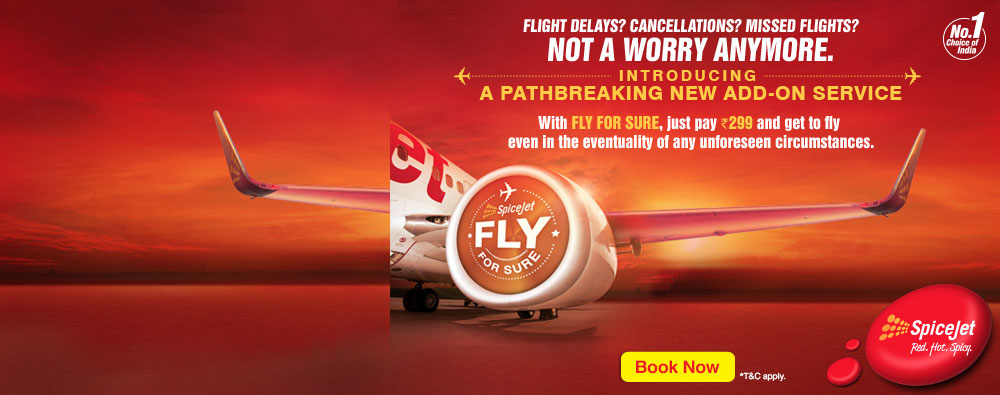 FLIGHT DELAYS? CANCELLATIONS? MISSED FLIGHTS?
NOT A WORRY ANYMORE.
No.1
Choice of
India
INTRODUCING
A PATHBREAKING NEW ADD-ON SERVICE
With FLY FOR SURE, just pay ₹299 and get to fly
even in the eventuality of any unforeseen circumstances.
et
SpiceJet
FLY
FOR SURE
SpiceJet
Red. Hot. Spicy.
Book Now
*T&C apply.